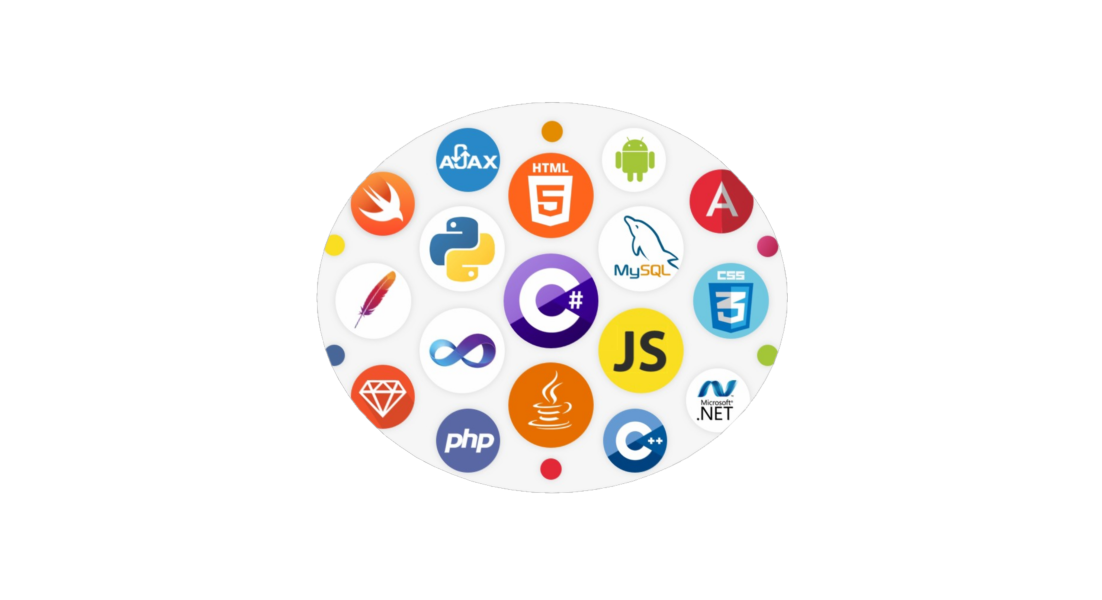 AJAX
HTML
5
A
MySQL
C#
CSS
3
JS
php
C++
Microsoft®
.NET